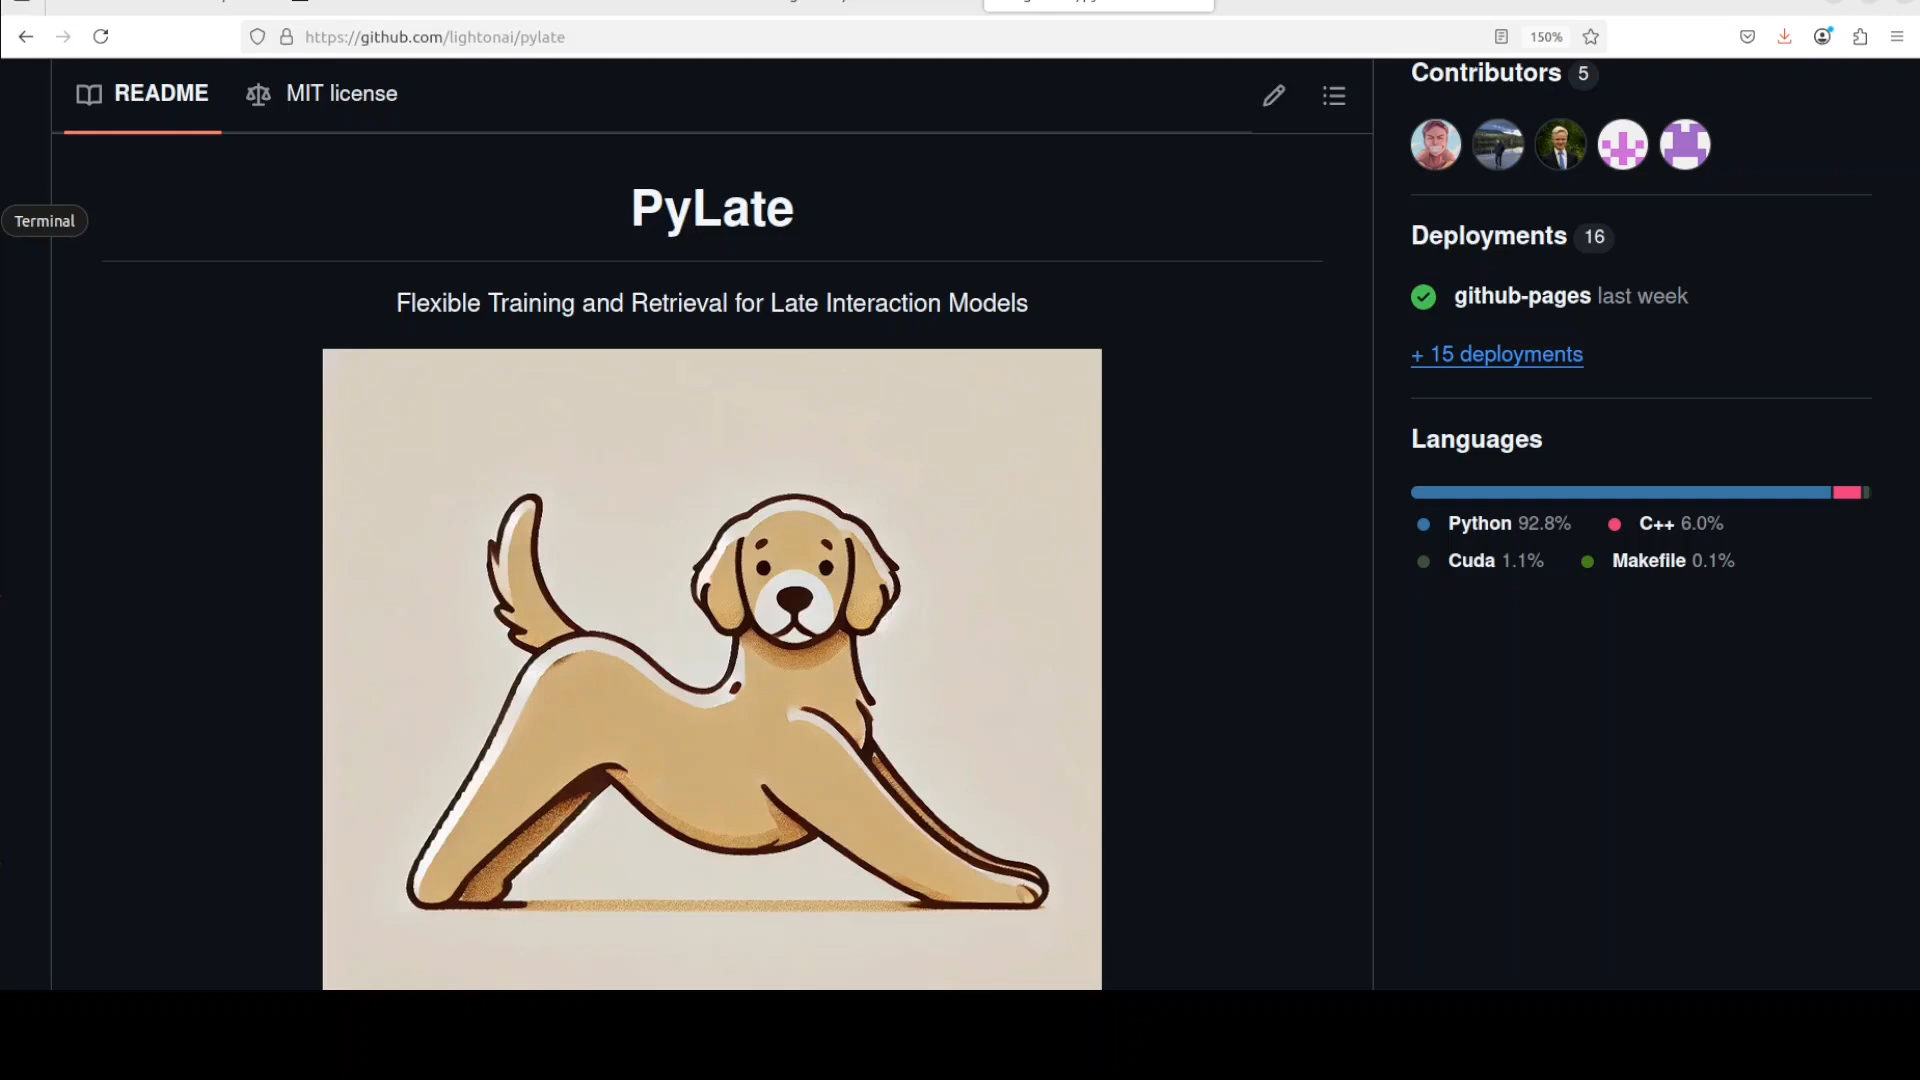 https://github.com/lightonai/pylate
150%
README
MIT license
Terminal
PyLate
Flexible Training and Retrieval for Late Interaction Models
Contributors 5
Deployments 16
github-pages last week
+ 15 deployments
Languages
Python 92.8%
C++ 6.0%
Cuda 1.1%
Makefile 0.1%